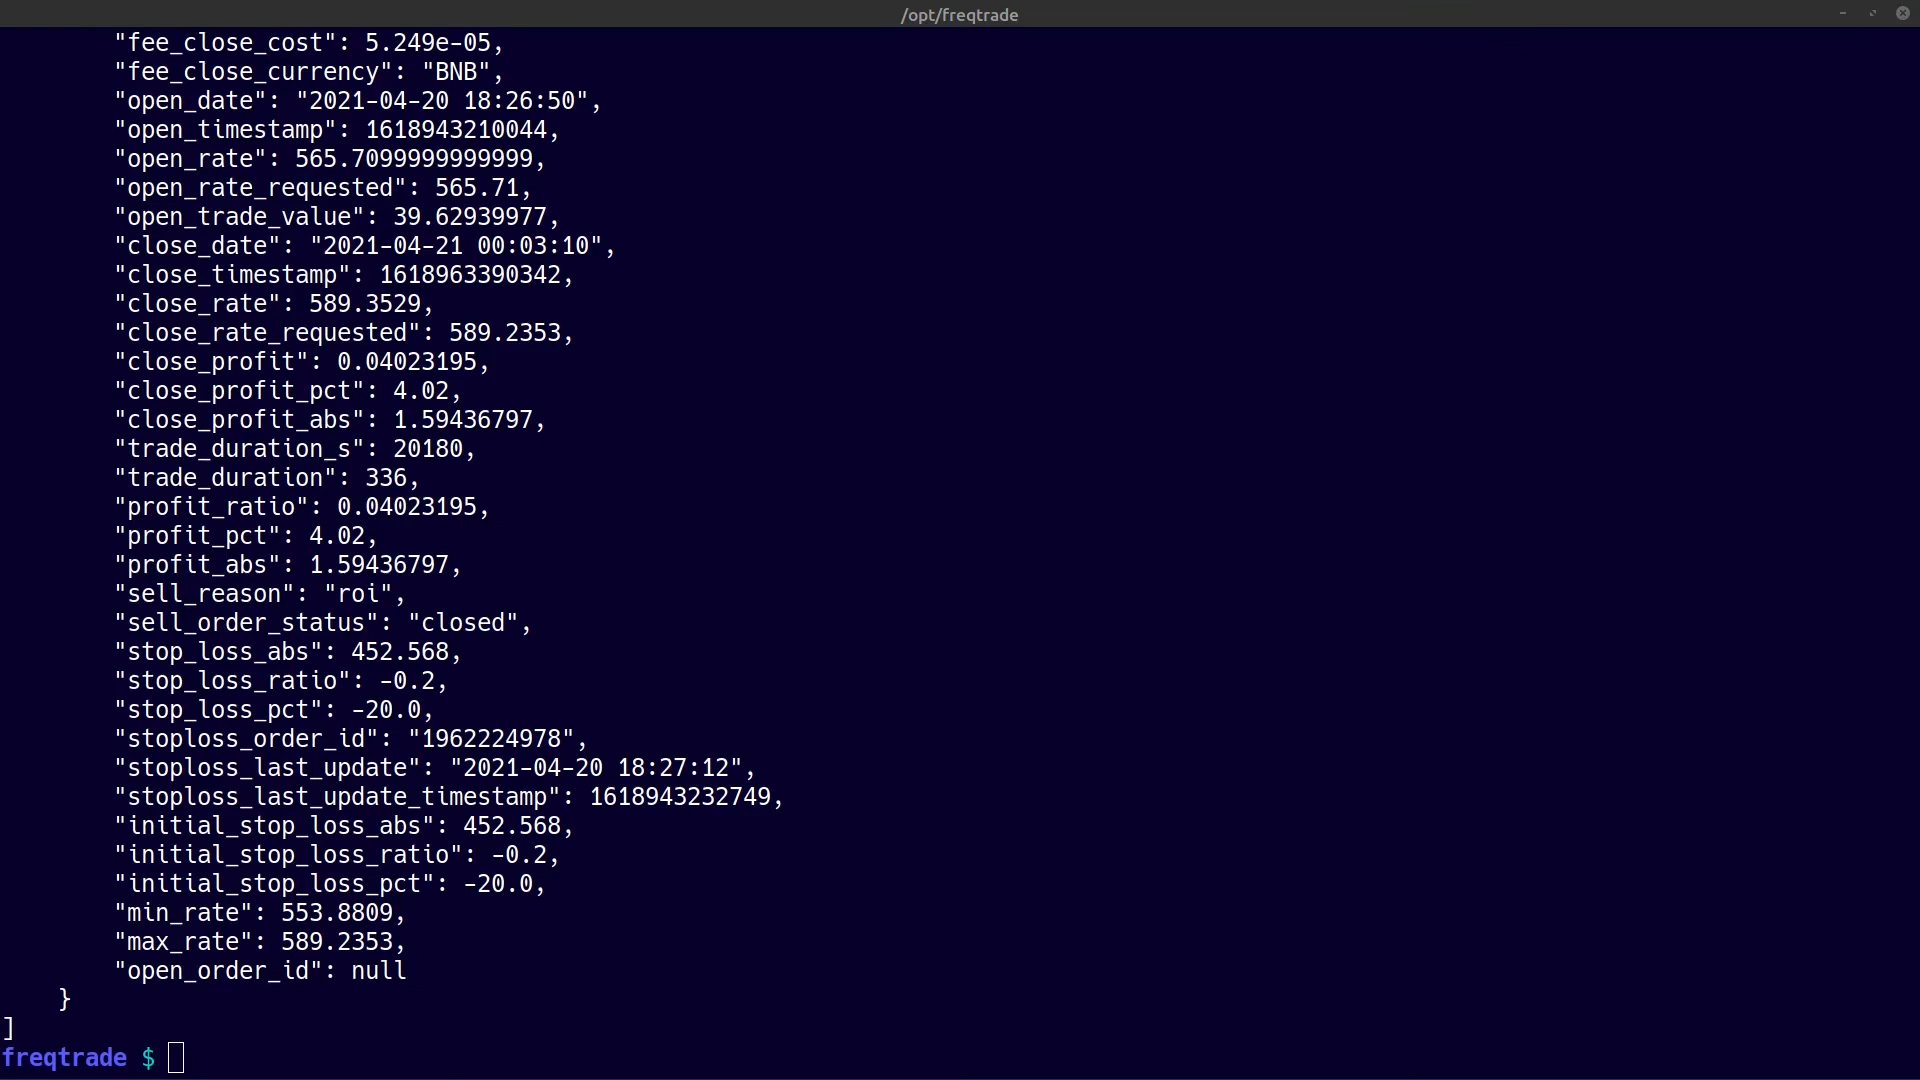 /opt/freqtrade
"fee_close_cost": 5.249e-05,
"fee_close_currency": "BNB",
"open_date": "2021-04-20 18:26:50",
"open_timestamp": 1618943210044,
"open_rate": 565.7099999999999,
"open_rate_requested": 565.71,
"open_trade_value": 39.62939977,
"close_date": "2021-04-21 00:03:10",
"close_timestamp": 1618963390342,
"close_rate": 589.3529,
"close_rate_requested": 589.2353,
"close_profit": 0.04023195,
"close_profit_pct": 4.02,
"close_profit_abs": 1.59436797,
"trade_duration_s": 20180,
"trade_duration": 336,
"profit_ratio": 0.04023195,
"profit_pct": 4.02,
"profit_abs": 1.59436797,
"sell_reason": "roi",
"sell_order_status": "closed",
"stop_loss_abs": 452.568,
"stop_loss_ratio": -0.2,
"stop_loss_pct": -20.0,
"stoploss_order_id": "1962224978",
"stoploss_last_update": "2021-04-20 18:27:12",
"stoploss_last_update_timestamp": 1618943232749,
"initial_stop_loss_abs": 452.568,
"initial_stop_loss_ratio": -0.2,
"initial_stop_loss_pct": -20.0,
"min_rate": 553.8809,
"max_rate": 589.2353,
"open_order_id": null
}
]
freqtrade $